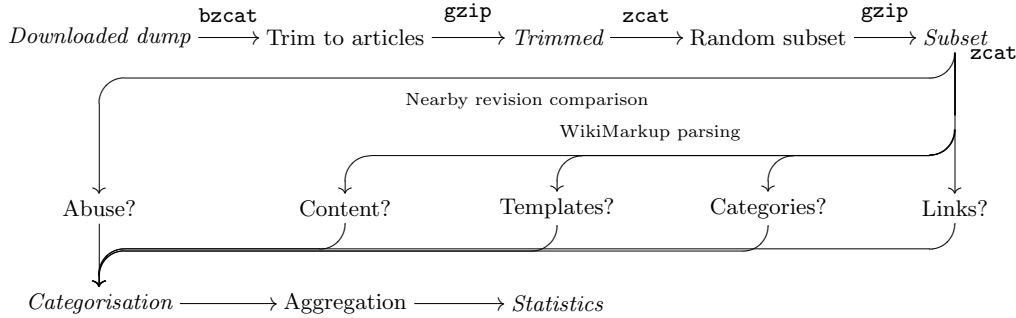 bzcat gzip zcat gzip
Downloaded dump Trim to articles Trimmed Random subset Subset
zcat
Nearby revision comparison
WikiMarkup parsing
Abuse? Content? Templates? Categories? Links?
Categorisation Aggregation Statistics